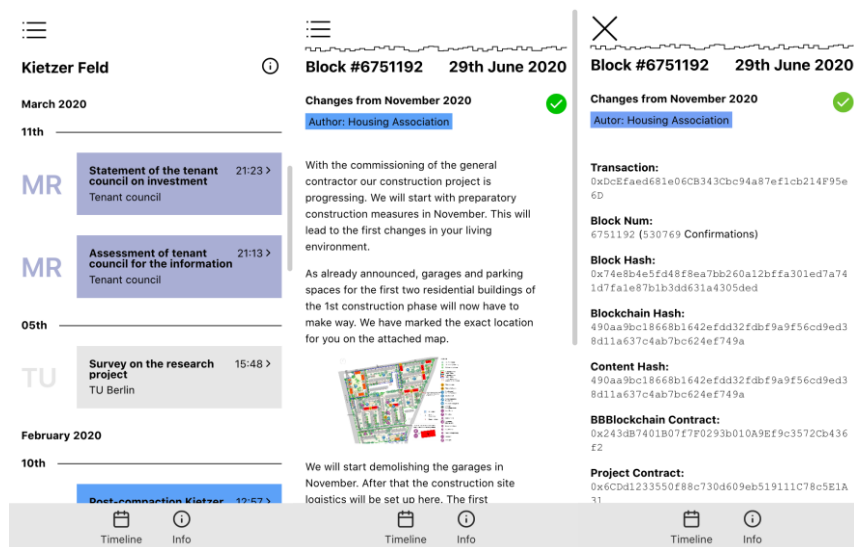 Kietzer Feld
March 2020
11th
MR
Statement of the tenant
council on investment
21:23 >
Tenant council
MR
Assessment of tenant
council for the information
21:13 >
Tenant council
05th
TU
Survey on the research
project
15:48 >
TU Berlin
February 2020
10th
Post-compaction Kietzer
12:57 >
Timeline
Info
Block #6751192
29th June 2020
Changes from November 2020
Author: Housing Association
With the commissioning of the general
contractor our construction project is
progressing. We will start with preparatory
construction measures in November. This will
lead to the first changes in your living
environment.
As already announced, garages and parking
spaces for the first two residential buildings of
the 1st construction phase will now have to
make way. We have marked the exact location
for you on the attached map.
We will start demolishing the garages in
November. After that the construction site
logistics will be set up here. The first
Timeline
Info
Block #6751192
29th June 2020
Changes from November 2020
Autor: Housing Association
Transaction:
0xDcEfaed681e06CB343Cbc94a87ef1cb214F95e
6D
Block Num:
6751192 (530769 Confirmations)
Block Hash:
0x74e8b4e5fd48f8ea7bb260a12bffa301ed7a74
1d7fa1e87b1b3dd631a4305ded
Blockchain Hash:
490aa9bc18668b1642efdd32fdbf9a9f56cd9ed3
8d11a637c4ab7bc624ef749a
Content Hash:
490aa9bc18668b1642efdd32fdbf9a9f56cd9ed3
8d11a637c4ab7bc624ef749a
BBBlockchain Contract:
0x243dB7401B07f7F0293b010A9Ef9c3572Cb436
f2
Project Contract:
0x6CDd1233550f88c730d609eb519111C78c5E1A
31
Timeline
Info